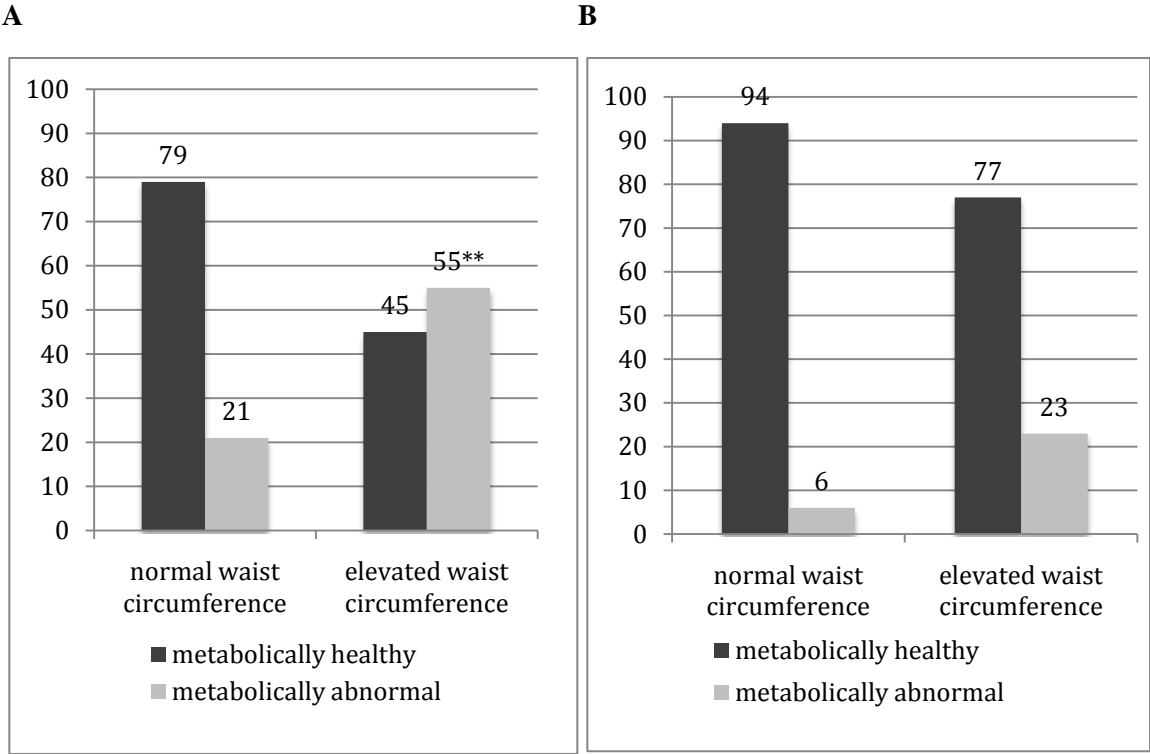 A
100
90
80
70
60
50
40
30
20
10
0
79
21
45
55**
normal waist
circumference
elevated waist
circumference
metabolically healthy
metabolically abnormal
B
100
90
80
70
60
50
40
30
20
10
0
94
6
77
23
normal waist
circumference
elevated waist
circumference
metabolically healthy
metabolically abnormal